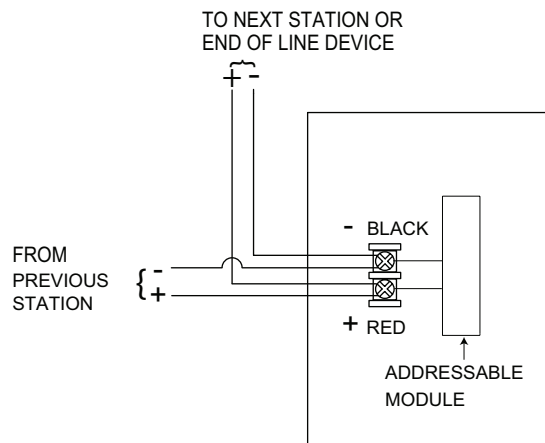 TO NEXT STATION OR
END OF LINE DEVICE
+ -
- BLACK
FROM
PREVIOUS
STATION
{ -
+
+ RED
ADDRESSABLE
MODULE